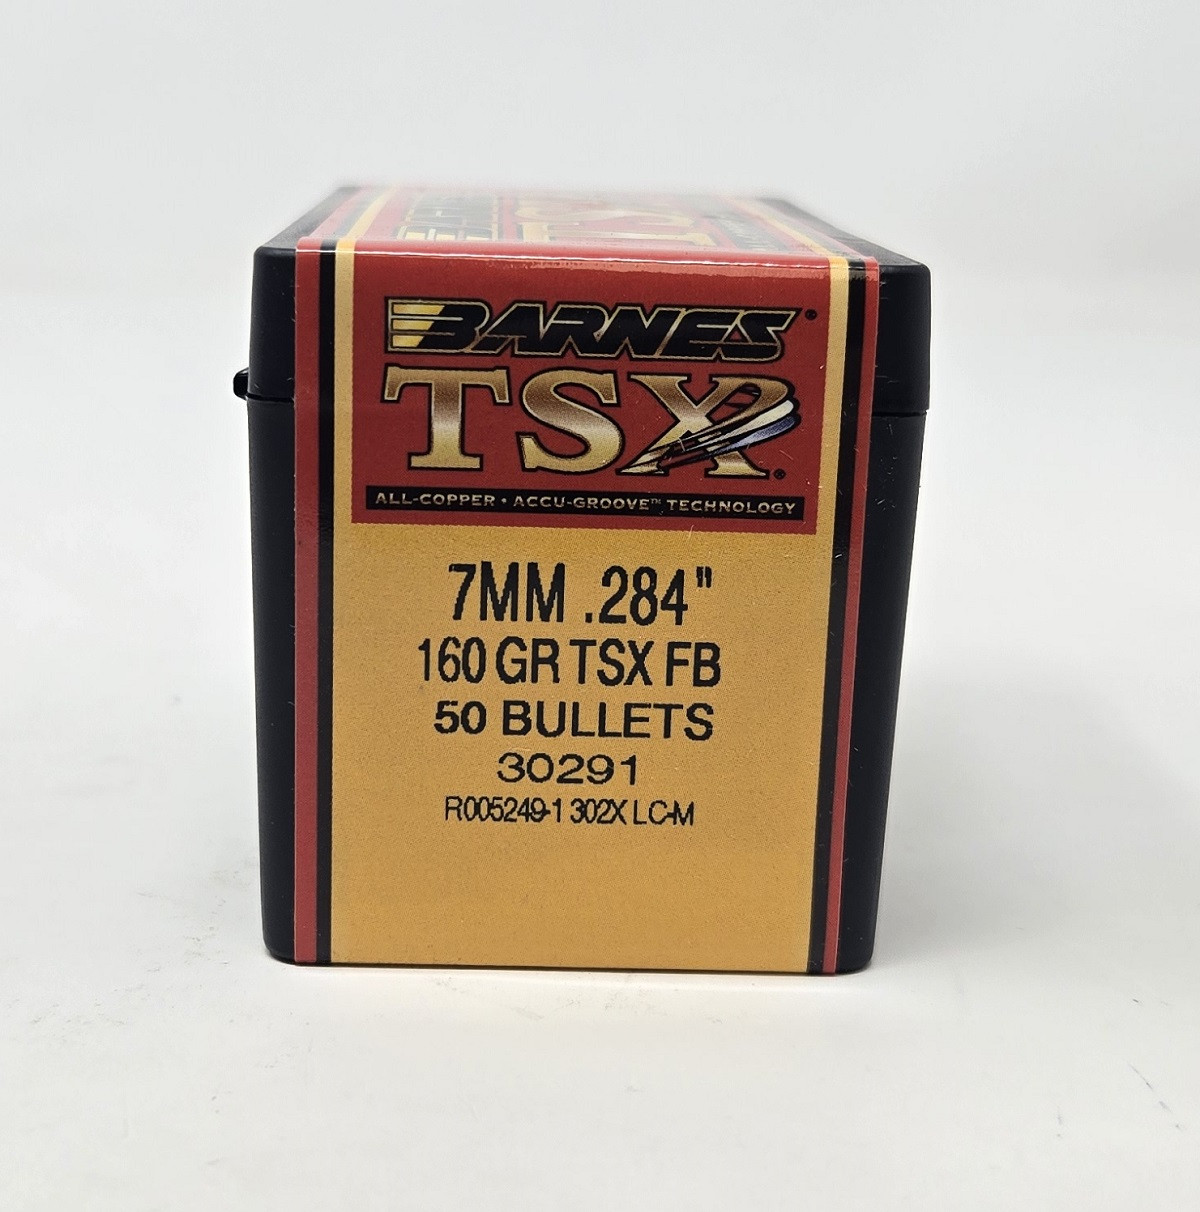 BARNES®
TSX®
ALL-COPPER • ACCU-GROOVE™ TECHNOLOGY
7MM .284"
160 GR TSX FB
50 BULLETS
30291
R005249-1 302X LC-M